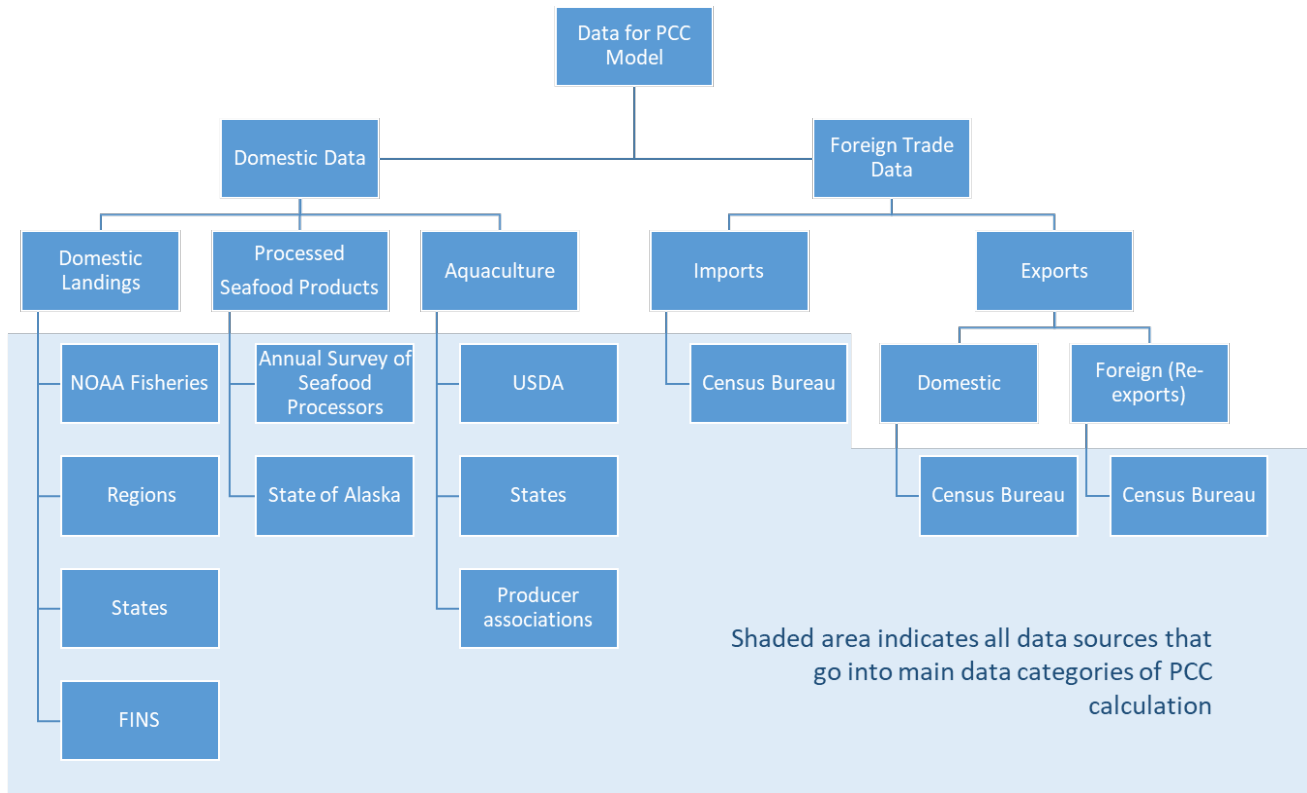 Data for PCC
Model
Domestic Data
Foreign Trade
Data
Domestic
Landings
Processed
Seafood Products
Aquaculture
Imports
Exports
NOAA Fisheries
Annual Survey of
Seafood
Processors
USDA
Census Bureau
Domestic
Foreign (Re-
exports)
Regions
State of Alaska
States
Census Bureau
Census Bureau
States
Producer
associations
FINS
Shaded area indicates all data sources that
go into main data categories of PCC
calculation